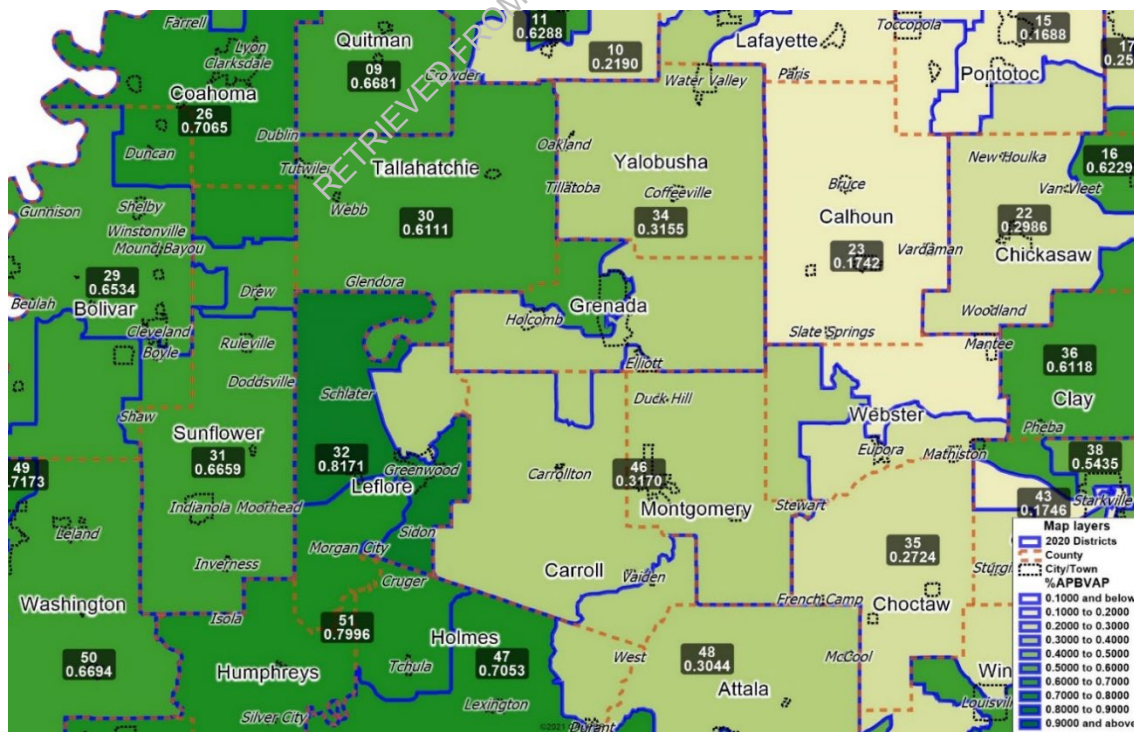 RETRIEVED FROM
Farrell
Quitman
11
0.6288
10
0.2190
Lafayette
Toccopola
15
0.1688
17
Lyon
Clarksdale
09
0.6681
Crowder
Water Valley
Paris
Pontotoc
Coahoma
26
0.7065
Dublin
Duncan
Tutwiler
Tallahatchie
Oakland
Yalobusha
New Houlka
16
0.6229
Gunnison
Shelby
Winstonville
Mound Bayou
Webb
30
0.6111
Tillatoba
Coffeeville
34
0.3155
Bruce
Calhoun
Van Vleet
22
0.2986
Chickasaw
29
0.6534
Beulah
Bolivar
Drew
Glendora
23
0.1742
Vardaman
Cleveland
Boyle
Ruleville
Holcomb
Grenada
Slate Springs
Woodland
Mantee
Doddsville
Schlater
Elliott
Duck Hill
36
0.6118
Clay
Shaw
Sunflower
31
0.6659
32
0.8171
Greenwood
Leflore
Carrollton
46
0.3170
Webster
Eupora
Mathiston
Pheba
38
0.5435
49
0.7173
Leland
Indianola
Moorhead
Sidon
Montgomery
Stewart
43
0.1746
Starkville
Inverness
Morgan City
Cruger
Carroll
Vaiden
35
0.2724
Washington
Isola
French Camp
Choctaw
50
0.6694
Humphreys
51
0.7996
Holmes
Tchula
47
0.7053
West
48
0.3044
McCool
Win
Attala
Silver City
Lexington
Durant
Map layers
2020 Districts
County
City/Town
%APBVAP
0.1000 and below
0.1000 to 0.2000
0.2000 to 0.3000
0.3000 to 0.4000
0.4000 to 0.5000
0.5000 to 0.6000
0.6000 to 0.7000
0.7000 to 0.8000
0.8000 to 0.9000
0.9000 and above